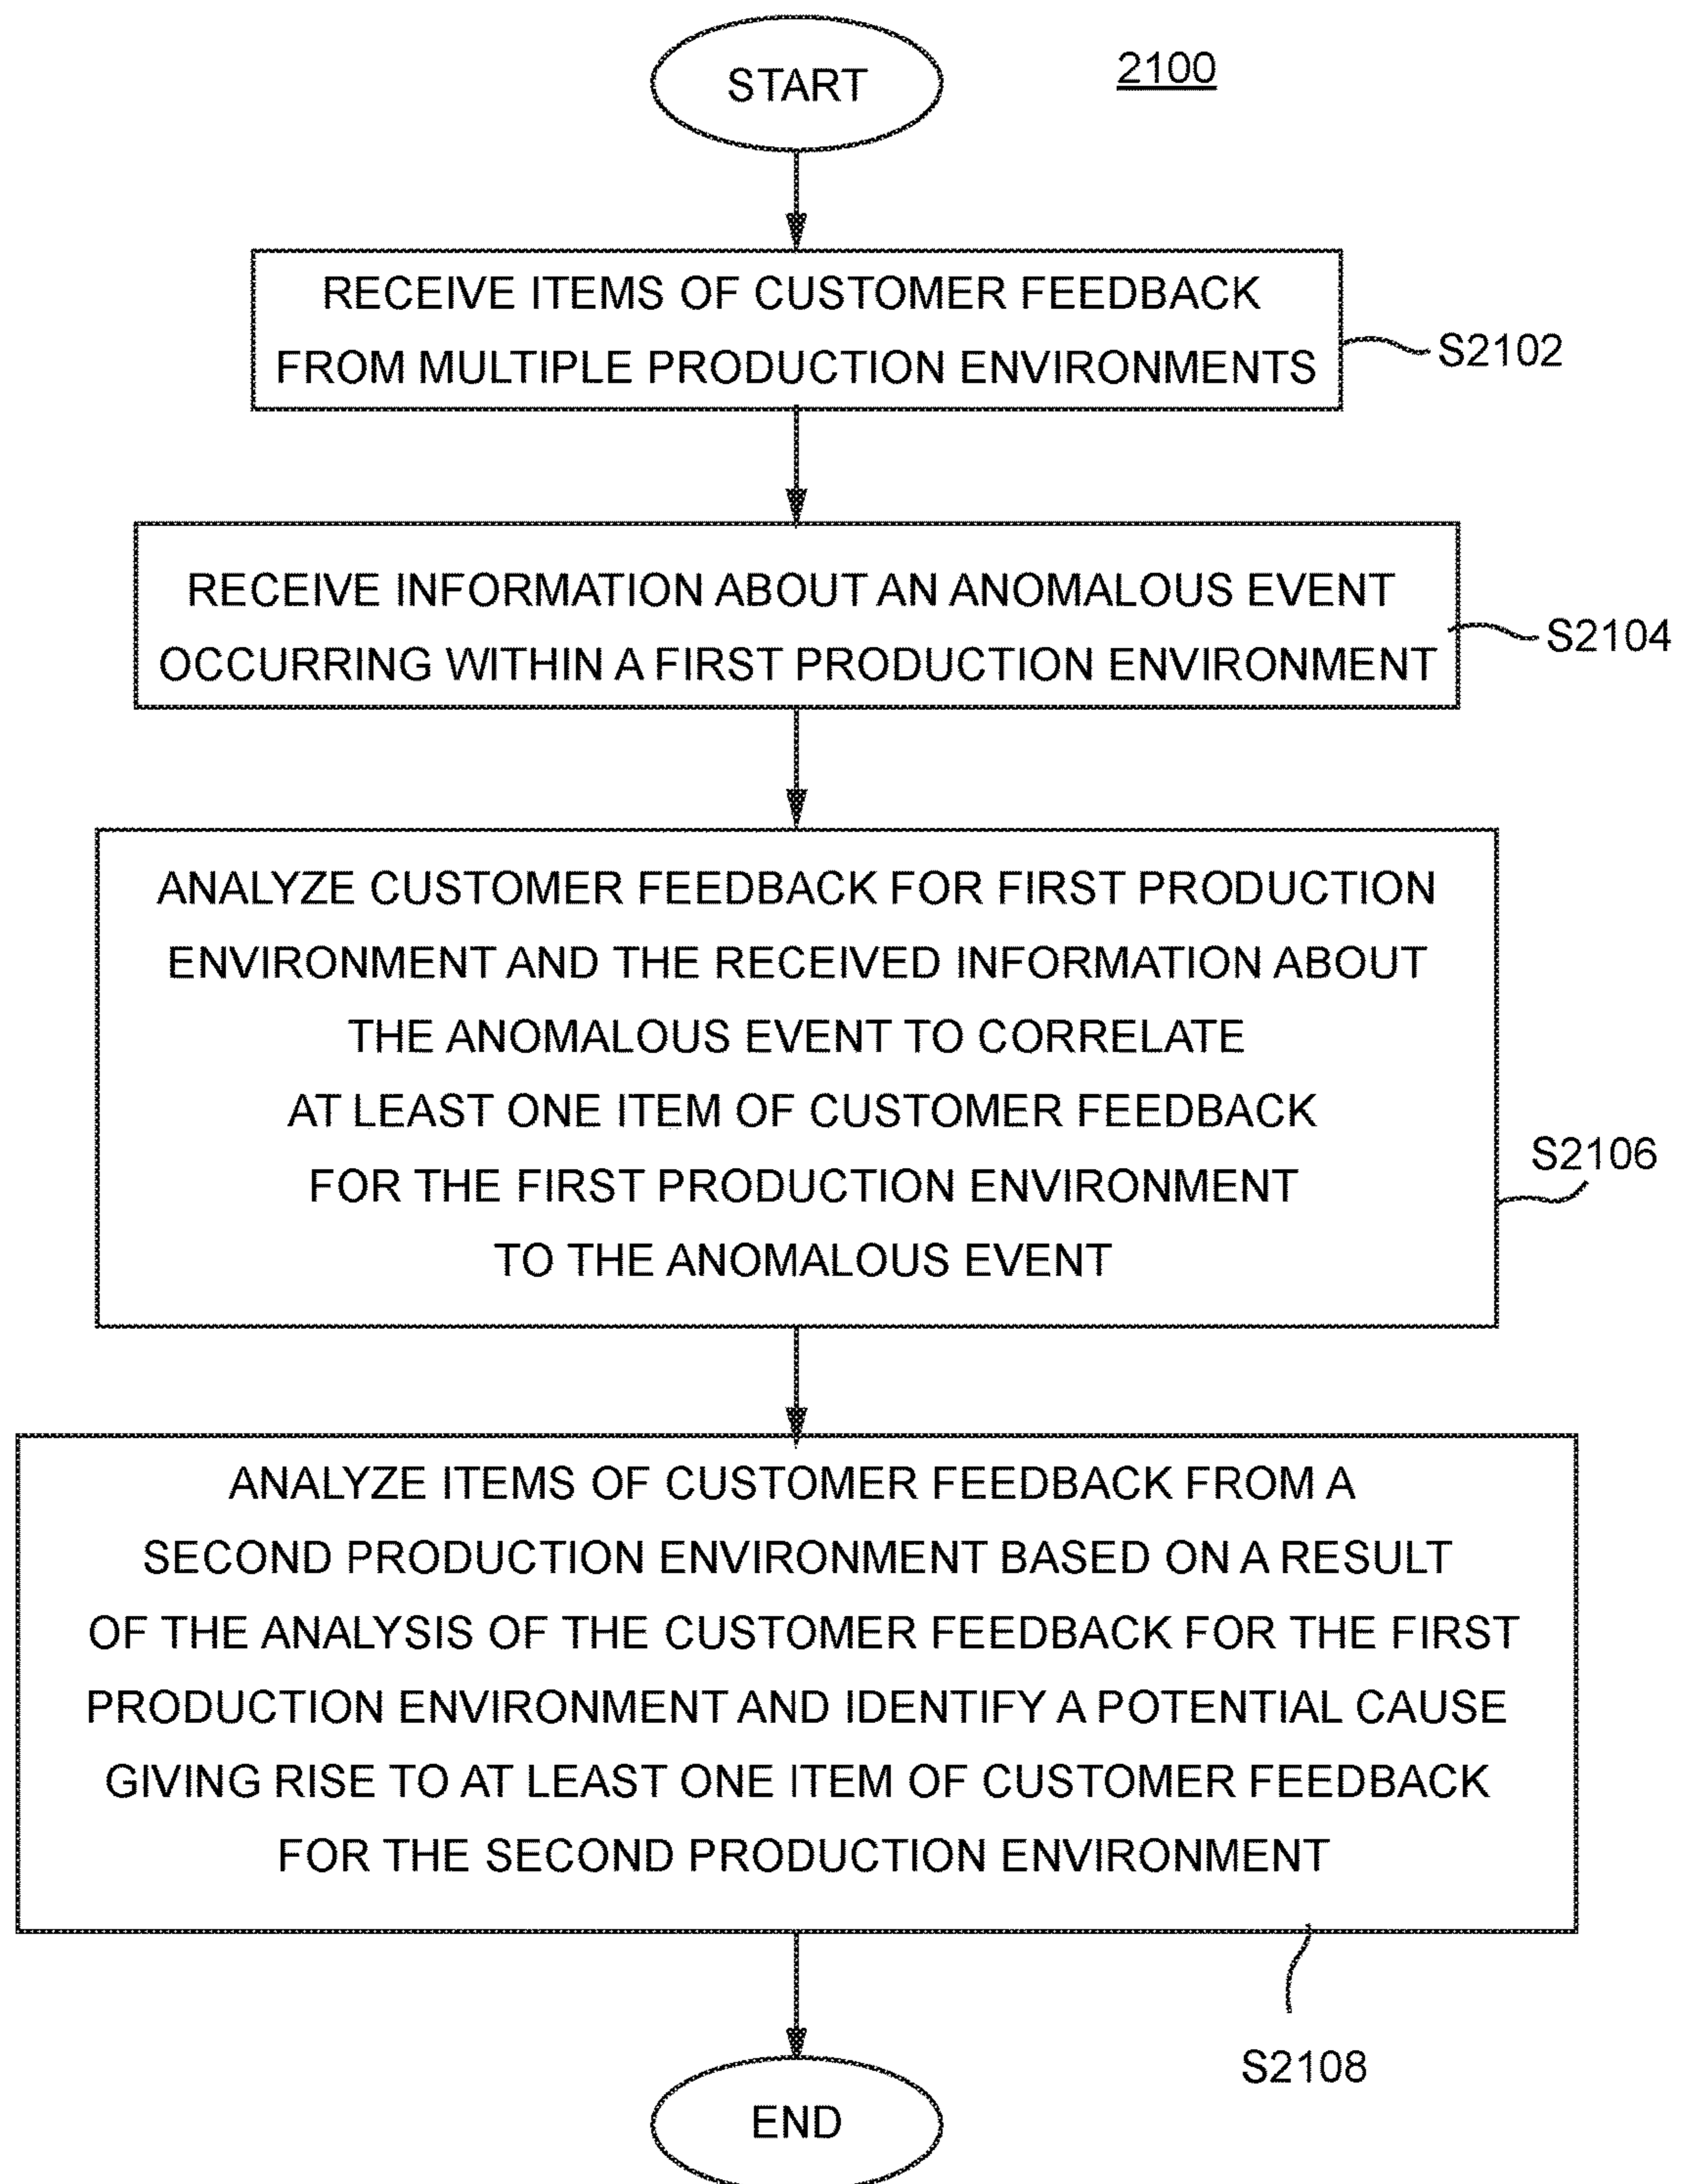 START
2100
RECEIVE ITEMS OF CUSTOMER FEEDBACK
FROM MULTIPLE PRODUCTION ENVIRONMENTS
S2102
RECEIVE INFORMATION ABOUT AN ANOMALOUS EVENT
OCCURRING WITHIN A FIRST PRODUCTION ENVIRONMENT
S2104
ANALYZE CUSTOMER FEEDBACK FOR FIRST PRODUCTION
ENVIRONMENT AND THE RECEIVED INFORMATION ABOUT
THE ANOMALOUS EVENT TO CORRELATE
AT LEAST ONE ITEM OF CUSTOMER FEEDBACK
FOR THE FIRST PRODUCTION ENVIRONMENT
TO THE ANOMALOUS EVENT
S2106
ANALYZE ITEMS OF CUSTOMER FEEDBACK FROM A
SECOND PRODUCTION ENVIRONMENT BASED ON A RESULT
OF THE ANALYSIS OF THE CUSTOMER FEEDBACK FOR THE FIRST
PRODUCTION ENVIRONMENT AND IDENTIFY A POTENTIAL CAUSE
GIVING RISE TO AT LEAST ONE ITEM OF CUSTOMER FEEDBACK
FOR THE SECOND PRODUCTION ENVIRONMENT
S2108
END